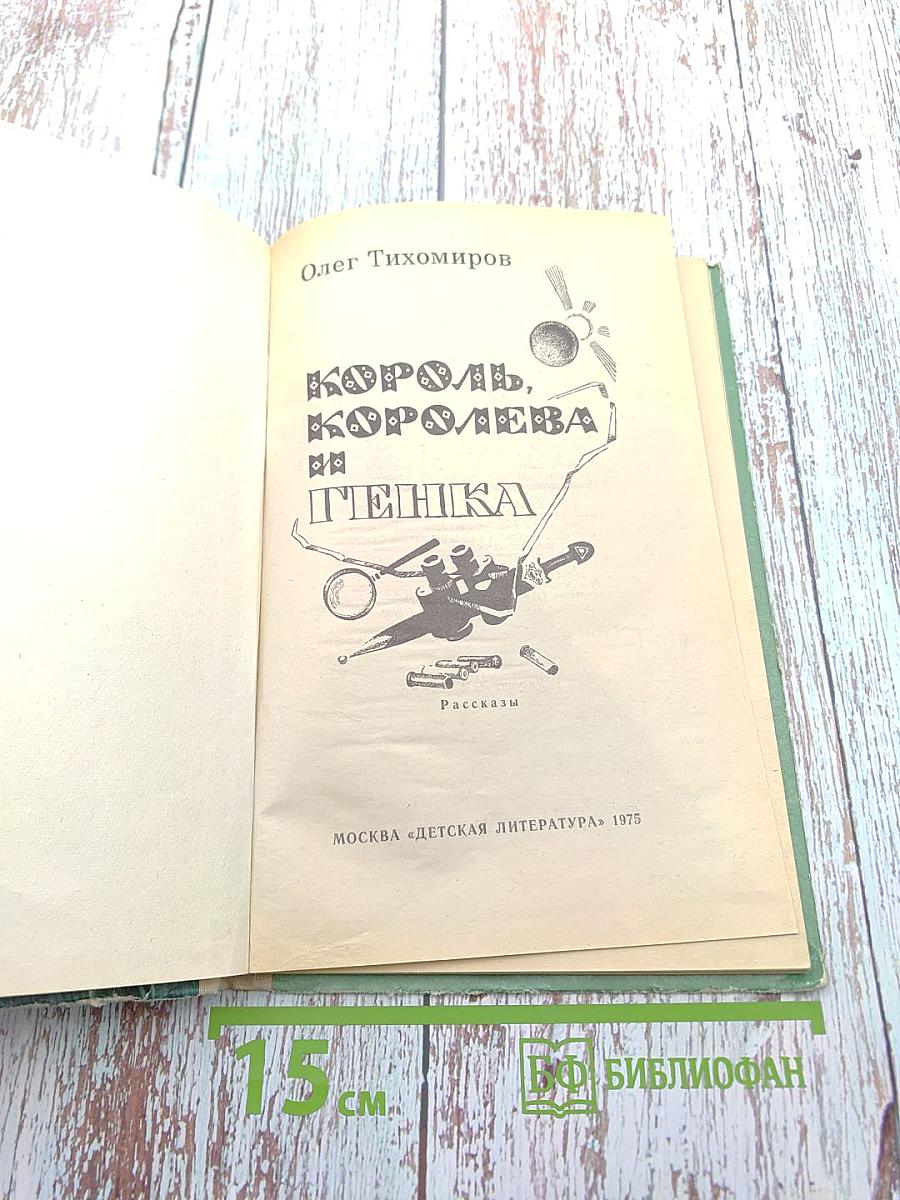 Олег Тихомиров
КОРОЛЬ,
КОРОЛЕВА
И
ГЕНКА
Рассказы
МОСКВА «ДЕТСКАЯ ЛИТЕРАТУРА» 1975
15 см
БФ БИБЛИОФАН